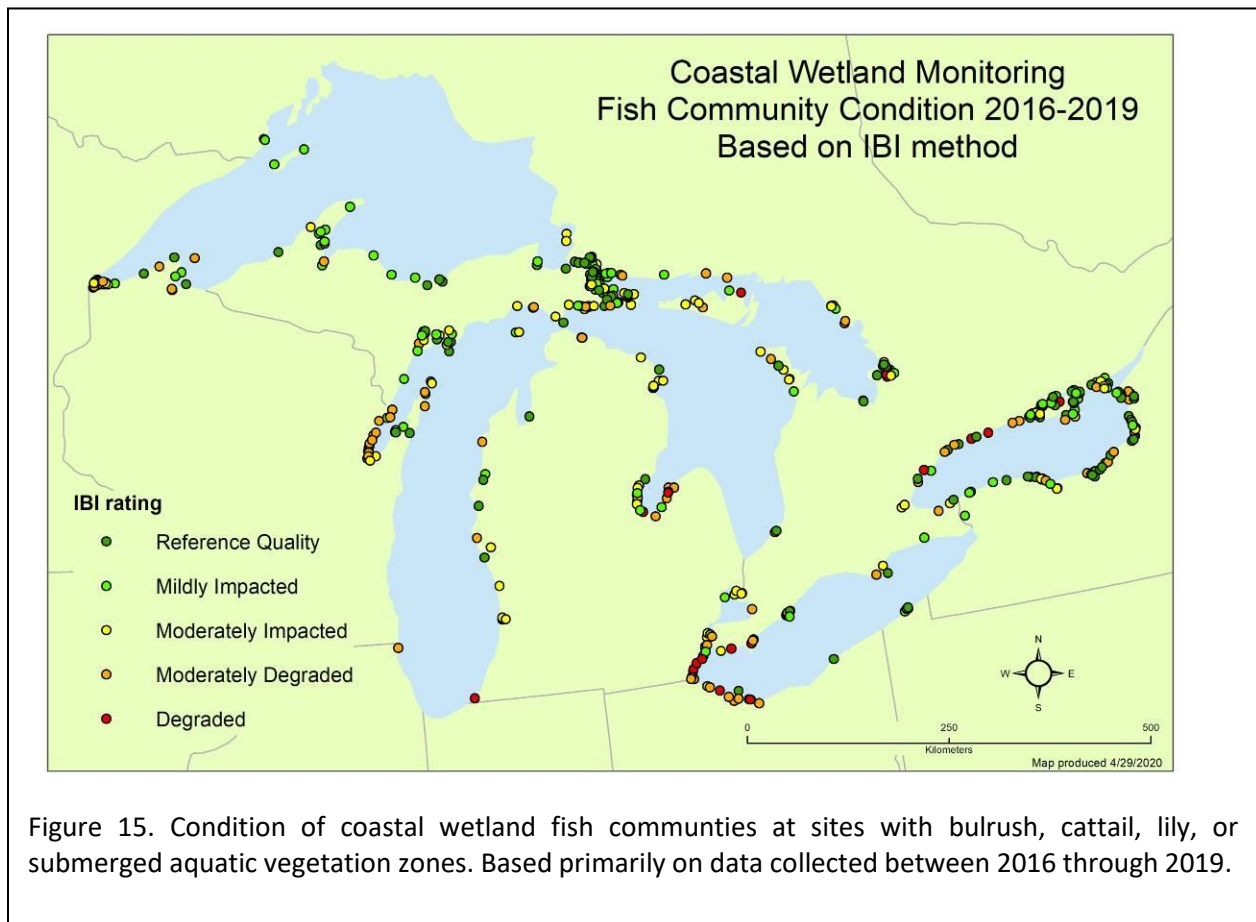 Coastal Wetland Monitoring
Fish Community Condition 2016-2019
Based on IBI method
IBI rating
Reference Quality
Mildly Impacted
Moderately Impacted
Moderately Degraded
Degraded
N
W
E
S
0
250
500
Kilometers
Map produced 4/29/2020
Figure 15. Condition of coastal wetland fish communties at sites with bulrush, cattail, lily, or
submerged aquatic vegetation zones. Based primarily on data collected between 2016 through 2019.